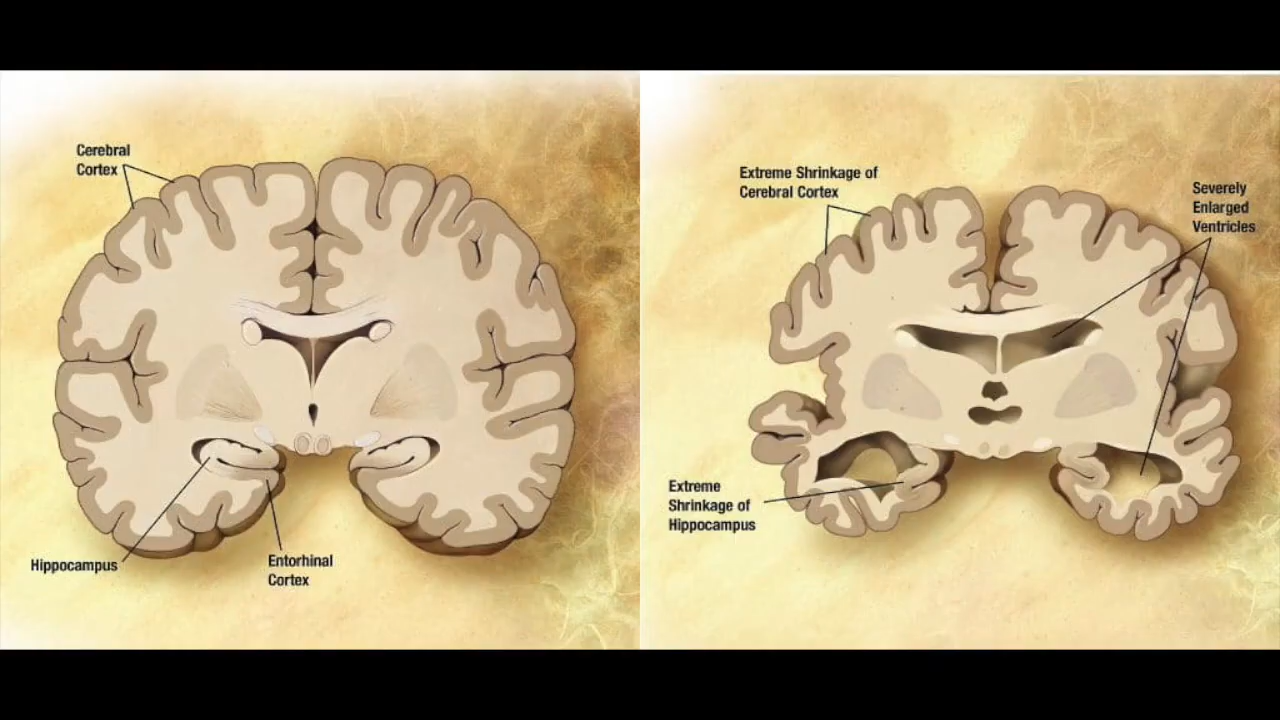 Cerebral
Cortex
Hippocampus
Entorhinal
Cortex
Extreme Shrinkage of
Cerebral Cortex
Severely
Enlarged
Ventricles
Extreme
Shrinkage of
Hippocampus